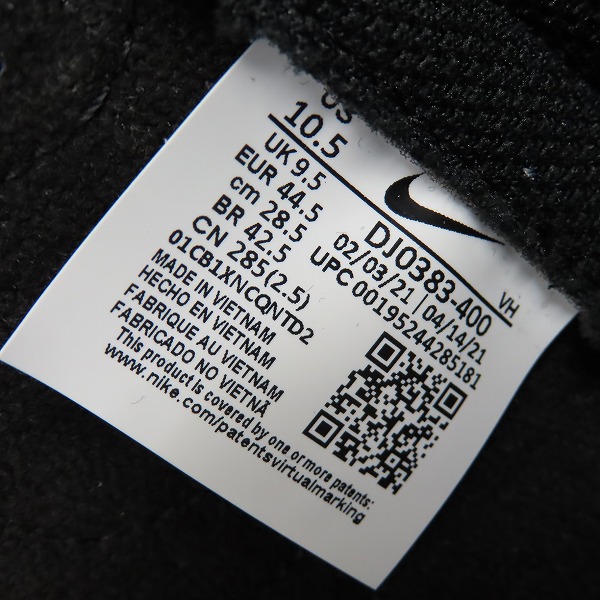 US
10.5
UK 9.5
EUR 44.5
cm 28.5
BR 42.5
CN 285(2.5)
01CB1XNCQNTD2
MADE IN VIETNAM
HECHO EN VIETNAM
FABRIQUE AU VIETNAM
FABRICADO NO VIETNÃ
This product is covered by one or more patents:
www.nike.com/patentsvirtualmarking
VH
DJ0383-400
02/03/21 | 04/14/21
UPC 00195244285181